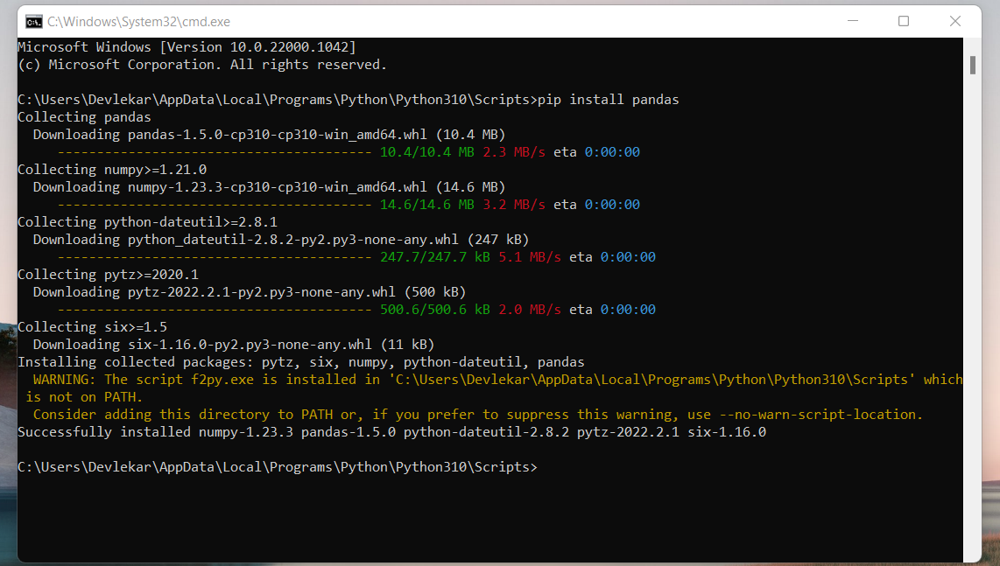 C:\Windows\System32\cmd.exe
Microsoft Windows [Version 10.0.22000.1042]
(c) Microsoft Corporation. All rights reserved.
C:\Users\Devlekar\AppData\Local\Programs\Python\Python310\Scripts>pip install pandas
Collecting pandas
  Downloading pandas-1.5.0-cp310-cp310-win_amd64.whl (10.4 MB)
     ---------------------------------------- 10.4/10.4 MB 2.3 MB/s eta 0:00:00
Collecting numpy>=1.21.0
  Downloading numpy-1.23.3-cp310-cp310-win_amd64.whl (14.6 MB)
     ---------------------------------------- 14.6/14.6 MB 3.2 MB/s eta 0:00:00
Collecting python-dateutil>=2.8.1
  Downloading python_dateutil-2.8.2-py2.py3-none-any.whl (247 kB)
     ---------------------------------------- 247.7/247.7 kB 5.1 MB/s eta 0:00:00
Collecting pytz>=2020.1
  Downloading pytz-2022.2.1-py2.py3-none-any.whl (500 kB)
     ---------------------------------------- 500.6/500.6 kB 2.0 MB/s eta 0:00:00
Collecting six>=1.5
  Downloading six-1.16.0-py2.py3-none-any.whl (11 kB)
Installing collected packages: pytz, six, numpy, python-dateutil, pandas
  WARNING: The script f2py.exe is installed in 'C:\Users\Devlekar\AppData\Local\Programs\Python\Python310\Scripts' which
 is not on PATH.
  Consider adding this directory to PATH or, if you prefer to suppress this warning, use --no-warn-script-location.
Successfully installed numpy-1.23.3 pandas-1.5.0 python-dateutil-2.8.2 pytz-2022.2.1 six-1.16.0
C:\Users\Devlekar\AppData\Local\Programs\Python\Python310\Scripts>